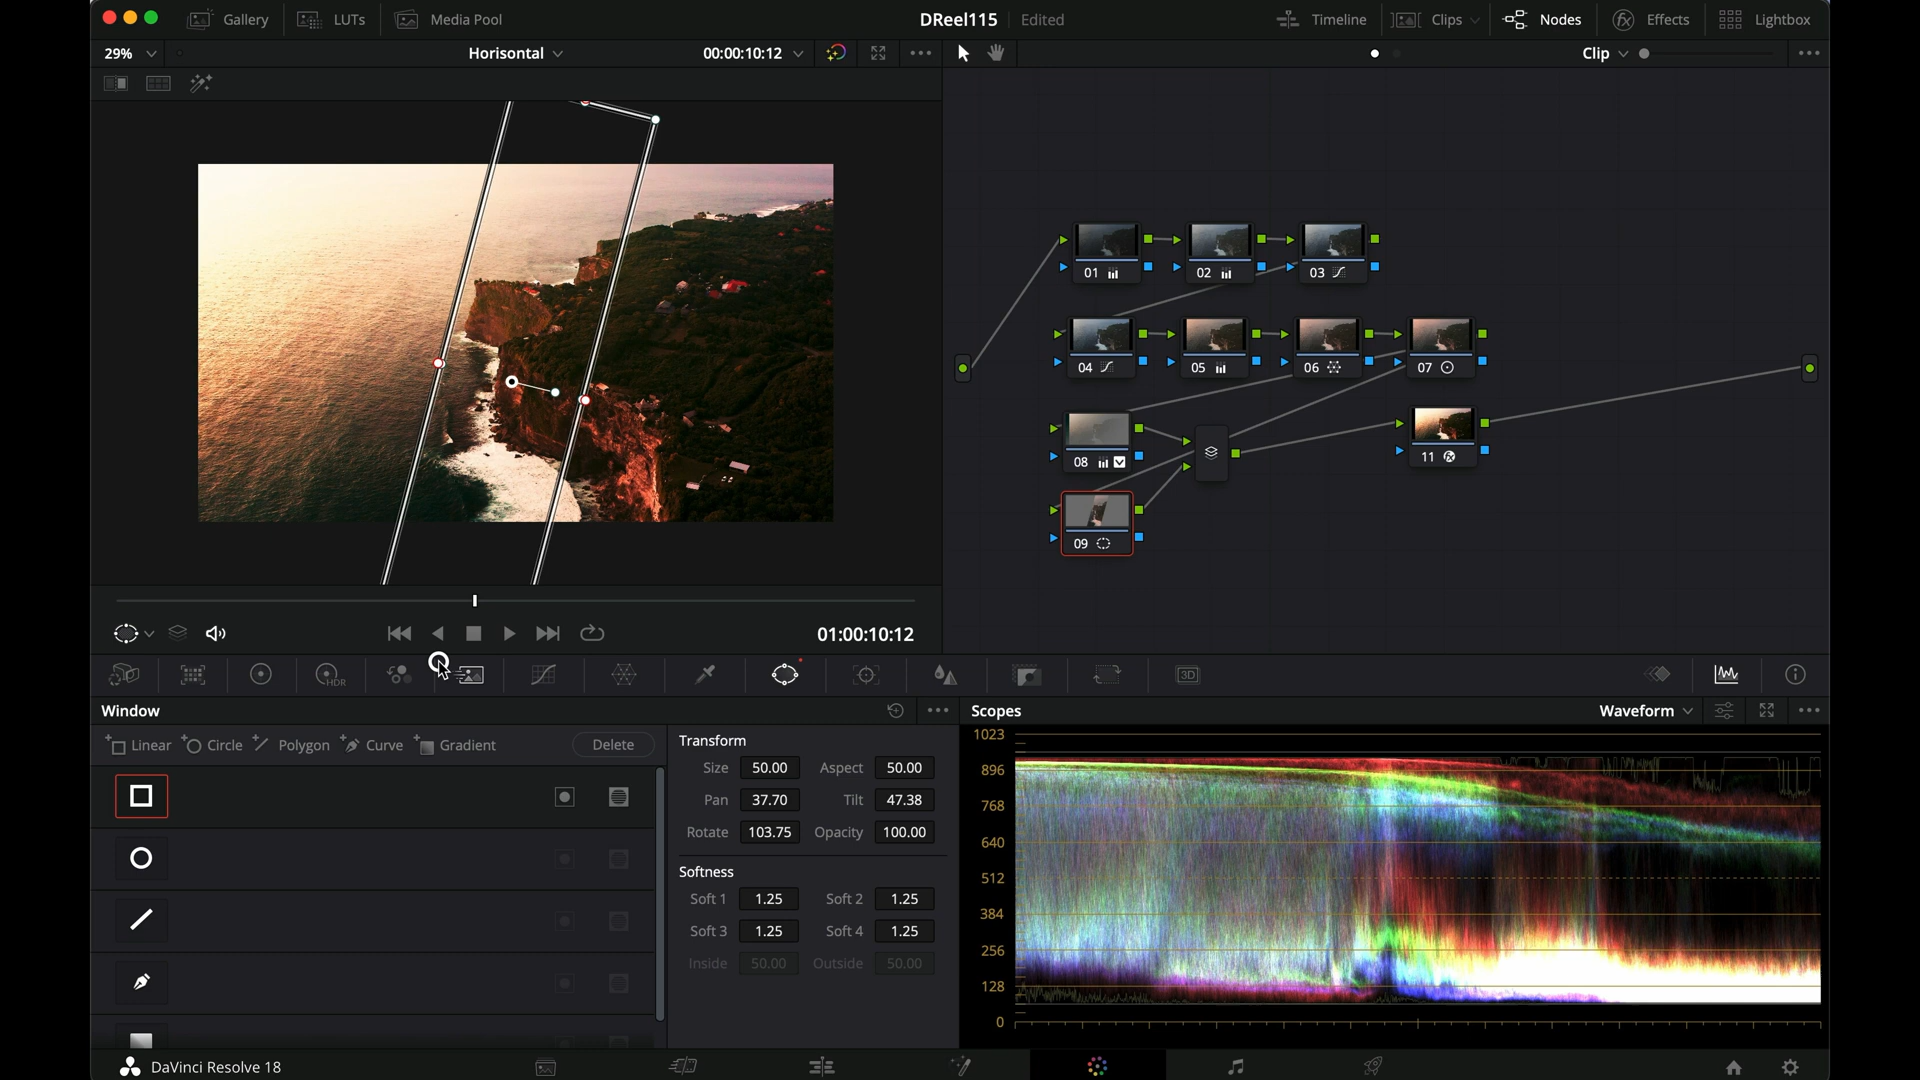 Gallery LUTs Media Pool DReel115 Edited Timeline Clips Nodes Effects Lightbox
29% Horisontal 00:00:10:12 Clip
01 02 03
04 05 06 07
08 11
09
01:00:10:12
HDR 3D
Window Scopes Waveform
Linear Circle Polygon Curve Gradient Delete
Transform
Size 50.00 Aspect 50.00
Pan 37.70 Tilt 47.38
Rotate 103.75 Opacity 100.00
Softness
Soft 1 1.25 Soft 2 1.25
Soft 3 1.25 Soft 4 1.25
Inside 50.00 Outside 50.00
1023
896
768
640
512
384
256
128
0
DaVinci Resolve 18